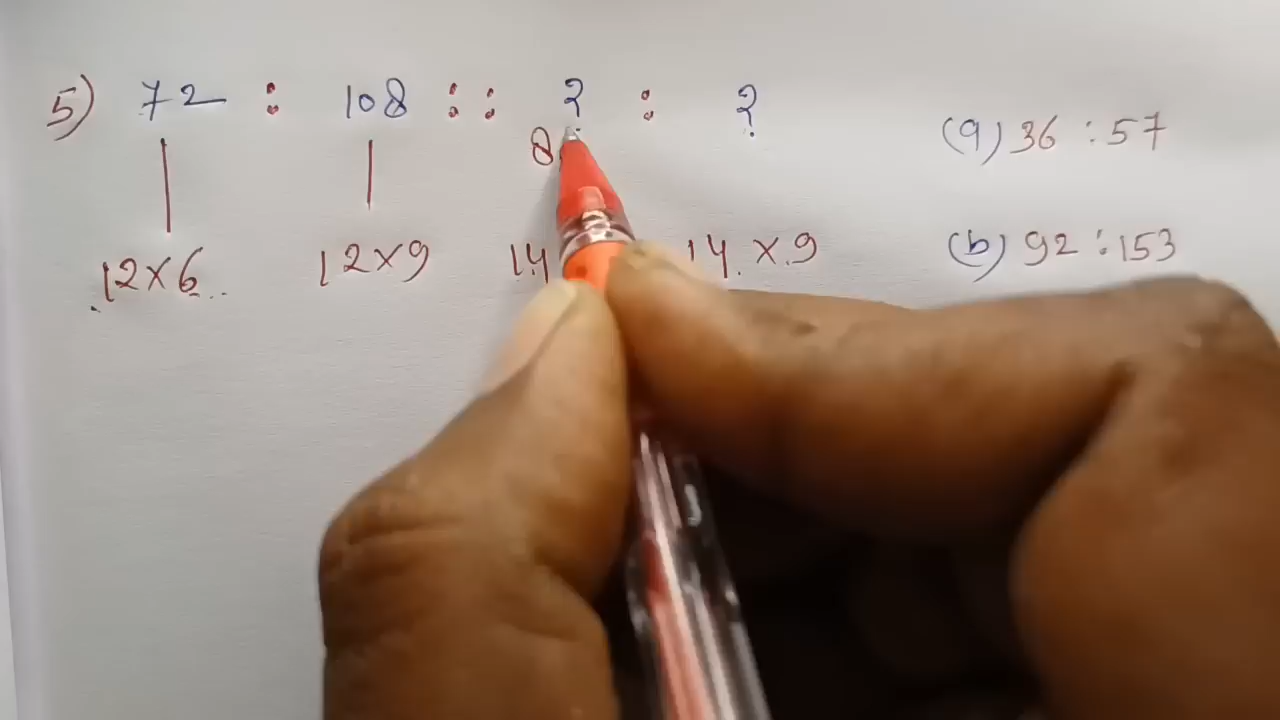 5) 72 : 108 :: ? : ?
(a) 36 : 57
8
12×6 12×9 14 14×9
(b) 92 : 153